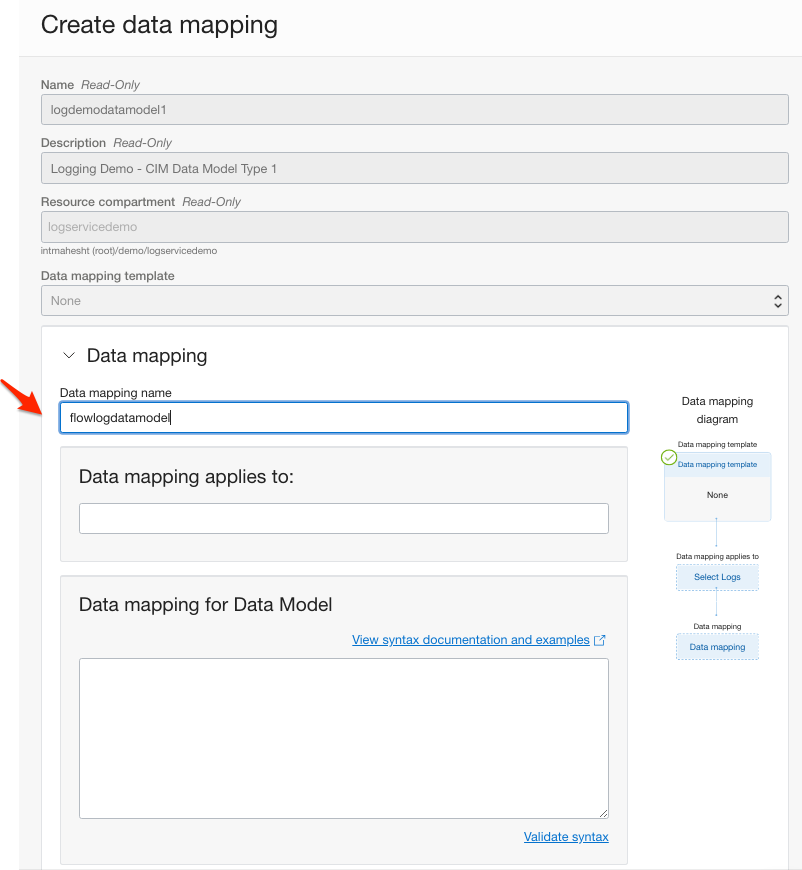 Create data mapping
Name Read-Only
logdemodatamodel1
Description Read-Only
Logging Demo - CIM Data Model Type 1
Resource compartment Read-Only
logservicedemo
intmahesht (root)/demo/logservicedemo
Data mapping template
None
Data mapping
Data mapping name
flowlogdatamodel
Data mapping applies to:
Data mapping for Data Model
View syntax documentation and examples
Validate syntax
Data mapping
diagram
Data mapping template
Data mapping template
None
Data mapping applies to
Select Logs
Data mapping
Data mapping